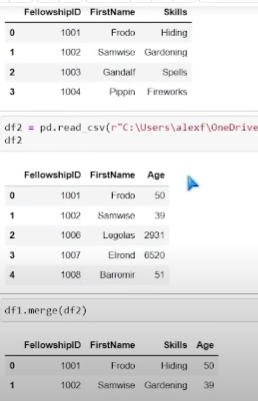 FellowshipID FirstName Skills
0 1001 Frodo Hiding
1 1002 Samwise Gardening
2 1003 Gandalf Spells
3 1004 Pippin Fireworks
df2 = pd.read_csv(r"C:\Users\alexf\OneDrive
df2
FellowshipID FirstName Age
0 1001 Frodo 50
1 1002 Samwise 39
2 1006 Legolas 2931
3 1007 Elrond 6520
4 1008 Barromir 51
df1.merge(df2)
FellowshipID FirstName Skills Age
0 1001 Frodo Hiding 50
1 1002 Samwise Gardening 39